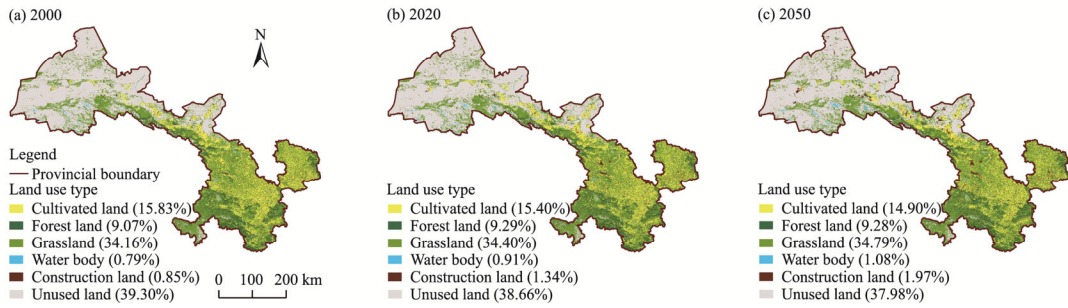 (a) 2000
N
Legend
Provincial boundary
Land use type
Cultivated land (15.83%)
Forest land (9.07%)
Grassland (34.16%)
Water body (0.79%)
Construction land (0.85%)
Unused land (39.30%)
0 200 km
(b) 2020
Land use type
Cultivated land (15.40%)
Forest land (9.29%)
Grassland (34.40%)
Water body (0.91%)
Construction land (1.34%)
Unused land (38.66%)
(c) 2050
Land use type
Cultivated land (14.90%)
Forest land (9.28%)
Grassland (34.79%)
Water body (1.08%)
Construction land (1.97%)
Unused land (37.98%)